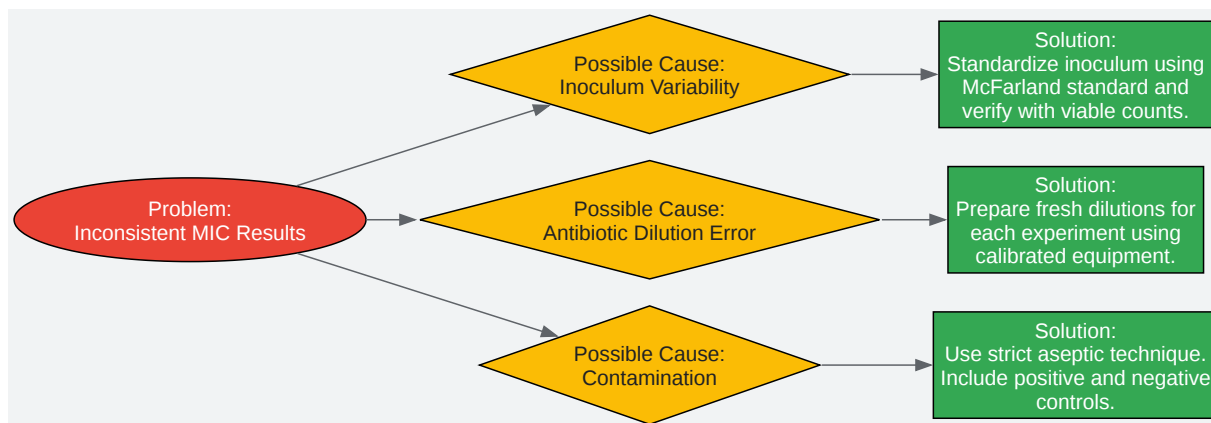 Problem:
Inconsistent MIC Results
Possible Cause:
Inoculum Variability
Solution:
Standardize inoculum using
McFarland standard and
verify with viable counts.
Possible Cause:
Antibiotic Dilution Error
Solution:
Prepare fresh dilutions for
each experiment using
calibrated equipment.
Possible Cause:
Contamination
Solution:
Use strict aseptic technique.
Include positive and negative
controls.